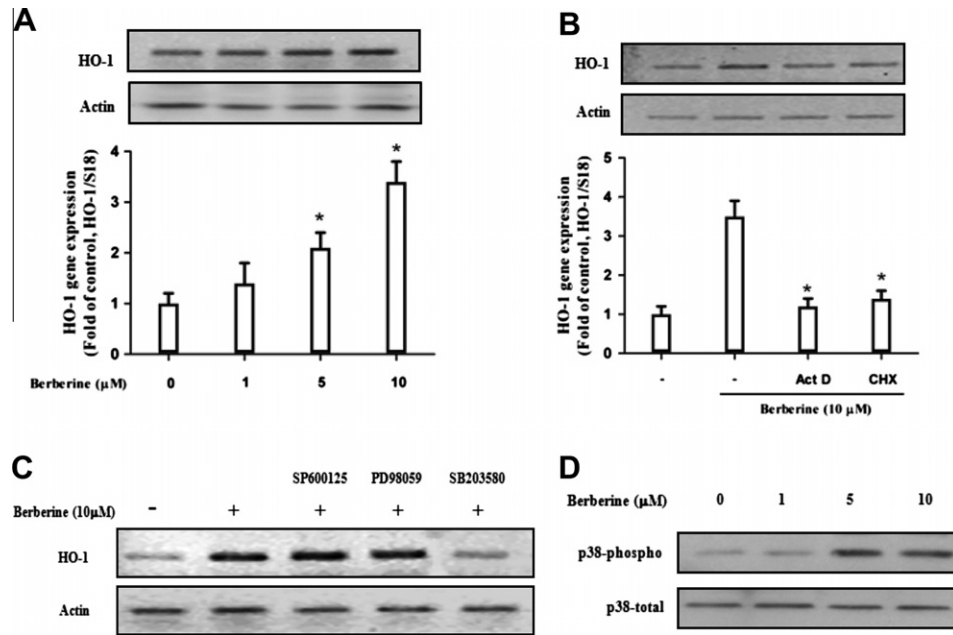 A
HO-1
Actin
HO-1 gene expression
(Fold of control, HO-1/S18)
4
3
2
1
0
*
*
Berberine (μM)
0 1 5 10
B
HO-1
Actin
HO-1 gene expression
(Fold of control, HO-1/S18)
5
4
3
2
1
0
*
*
- - Act D CHX
Berberine (10 μM)
C
SP600125 PD98059 SB203580
Berberine (10μM) - + + + +
HO-1
Actin
D
Berberine (μM) 0 1 5 10
p38-phospho
p38-total